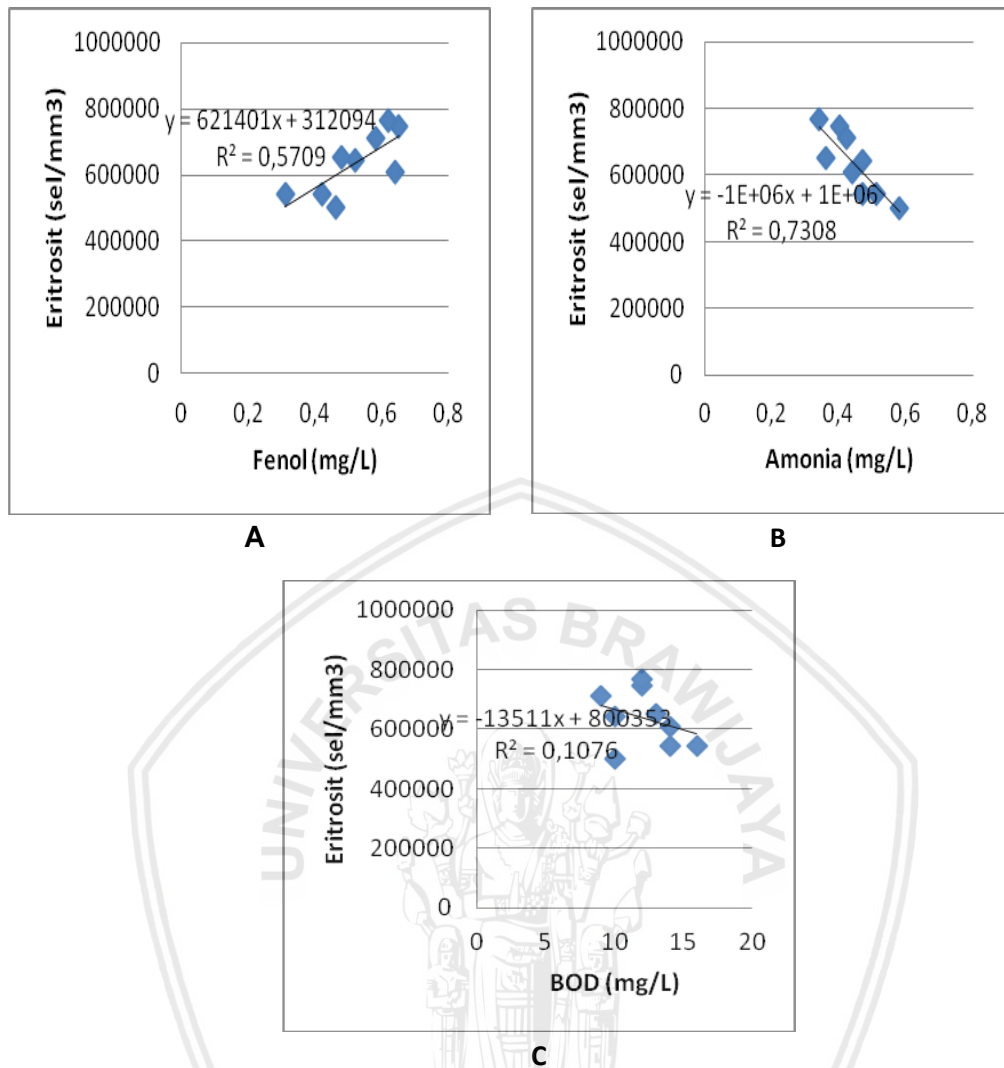 1000000
800000
600000
400000
200000
0
Eritrosit (sel/mm3)
y = 621401x + 312094
R² = 0,5709
0 0,2 0,4 0,6 0,8
Fenol (mg/L)
A
1000000
800000
600000
400000
200000
0
Eritrosit (sel/mm3)
y = -1E+06x + 1E+06
R² = 0,7308
0 0,2 0,4 0,6 0,8
Amonia (mg/L)
B
1000000
800000
600000
400000
200000
0
Eritrosit (sel/mm3)
y = -13511x + 800353
R² = 0,1076
0 5 10 15 20
BOD (mg/L)
C
UNIVERSITAS BRAWIJAYA